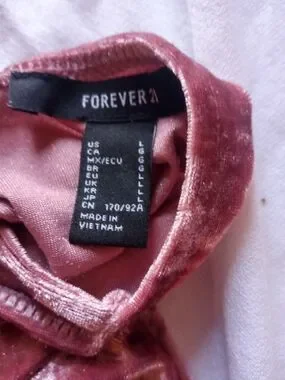 FOREVER 21
US L
CA G
MX/ECU G
BR G
EU L
UK L
KR L
JP L
CN 170/92A
MADE IN
VIETNAM